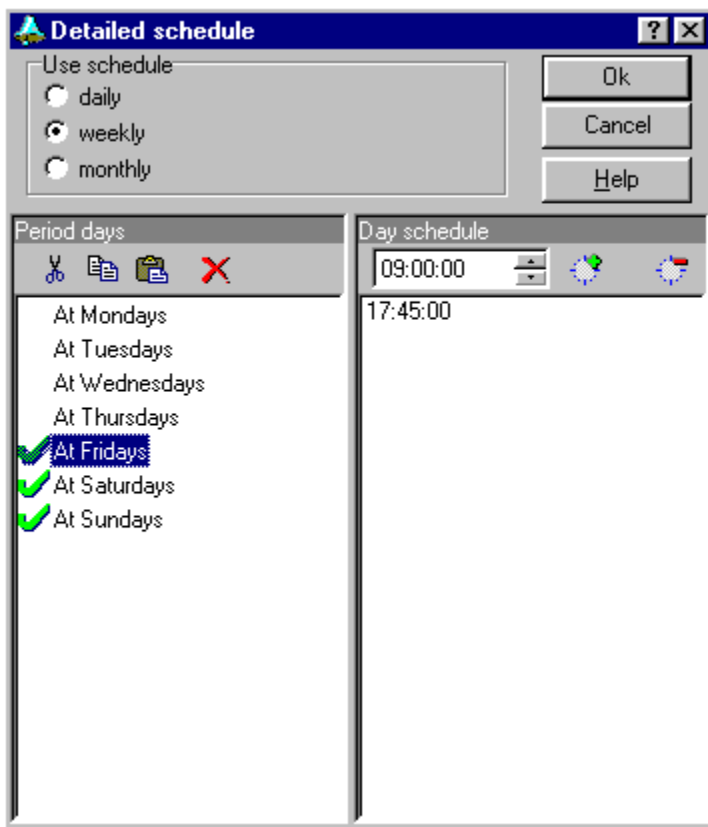 Detailed schedule
Use schedule
daily
weekly
monthly
Ok
Cancel
Help
Period days
At Mondays
At Tuesdays
At Wednesdays
At Thursdays
At Fridays
At Saturdays
At Sundays
Day schedule
09:00:00
17:45:00